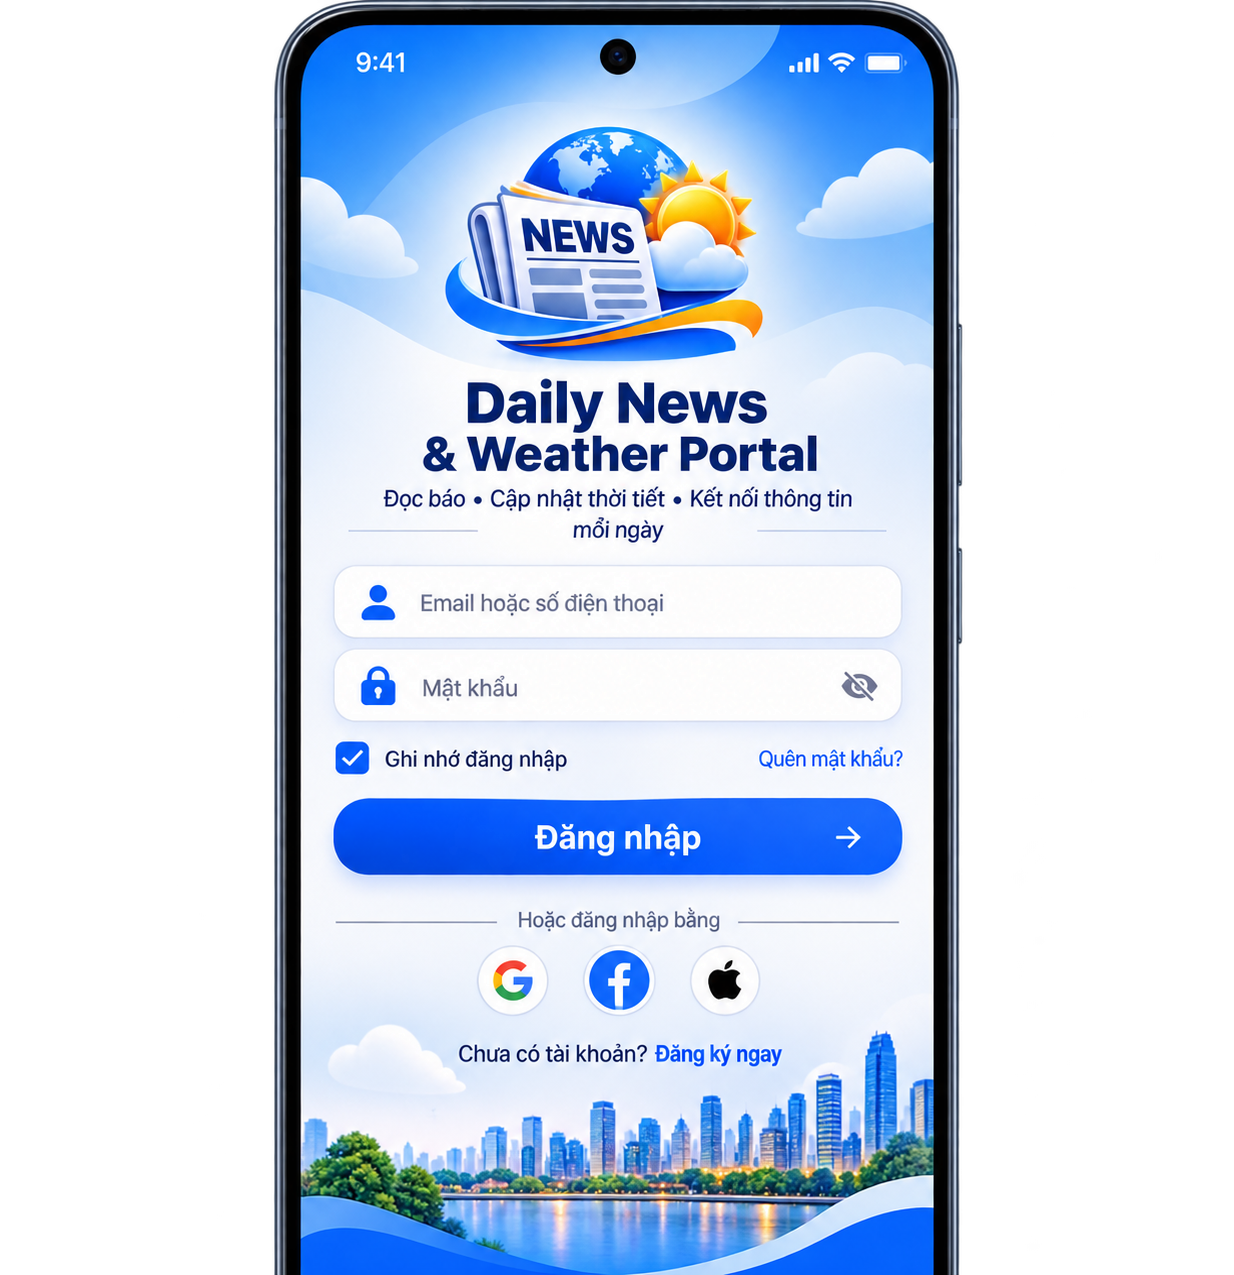 9:41
NEWS
Daily News
& Weather Portal
Đọc báo • Cập nhật thời tiết • Kết nối thông tin
mỗi ngày
Email hoặc số điện thoại
Mật khẩu
Ghi nhớ đăng nhập
Quên mật khẩu?
Đăng nhập
Hoặc đăng nhập bằng
Chưa có tài khoản? Đăng ký ngay